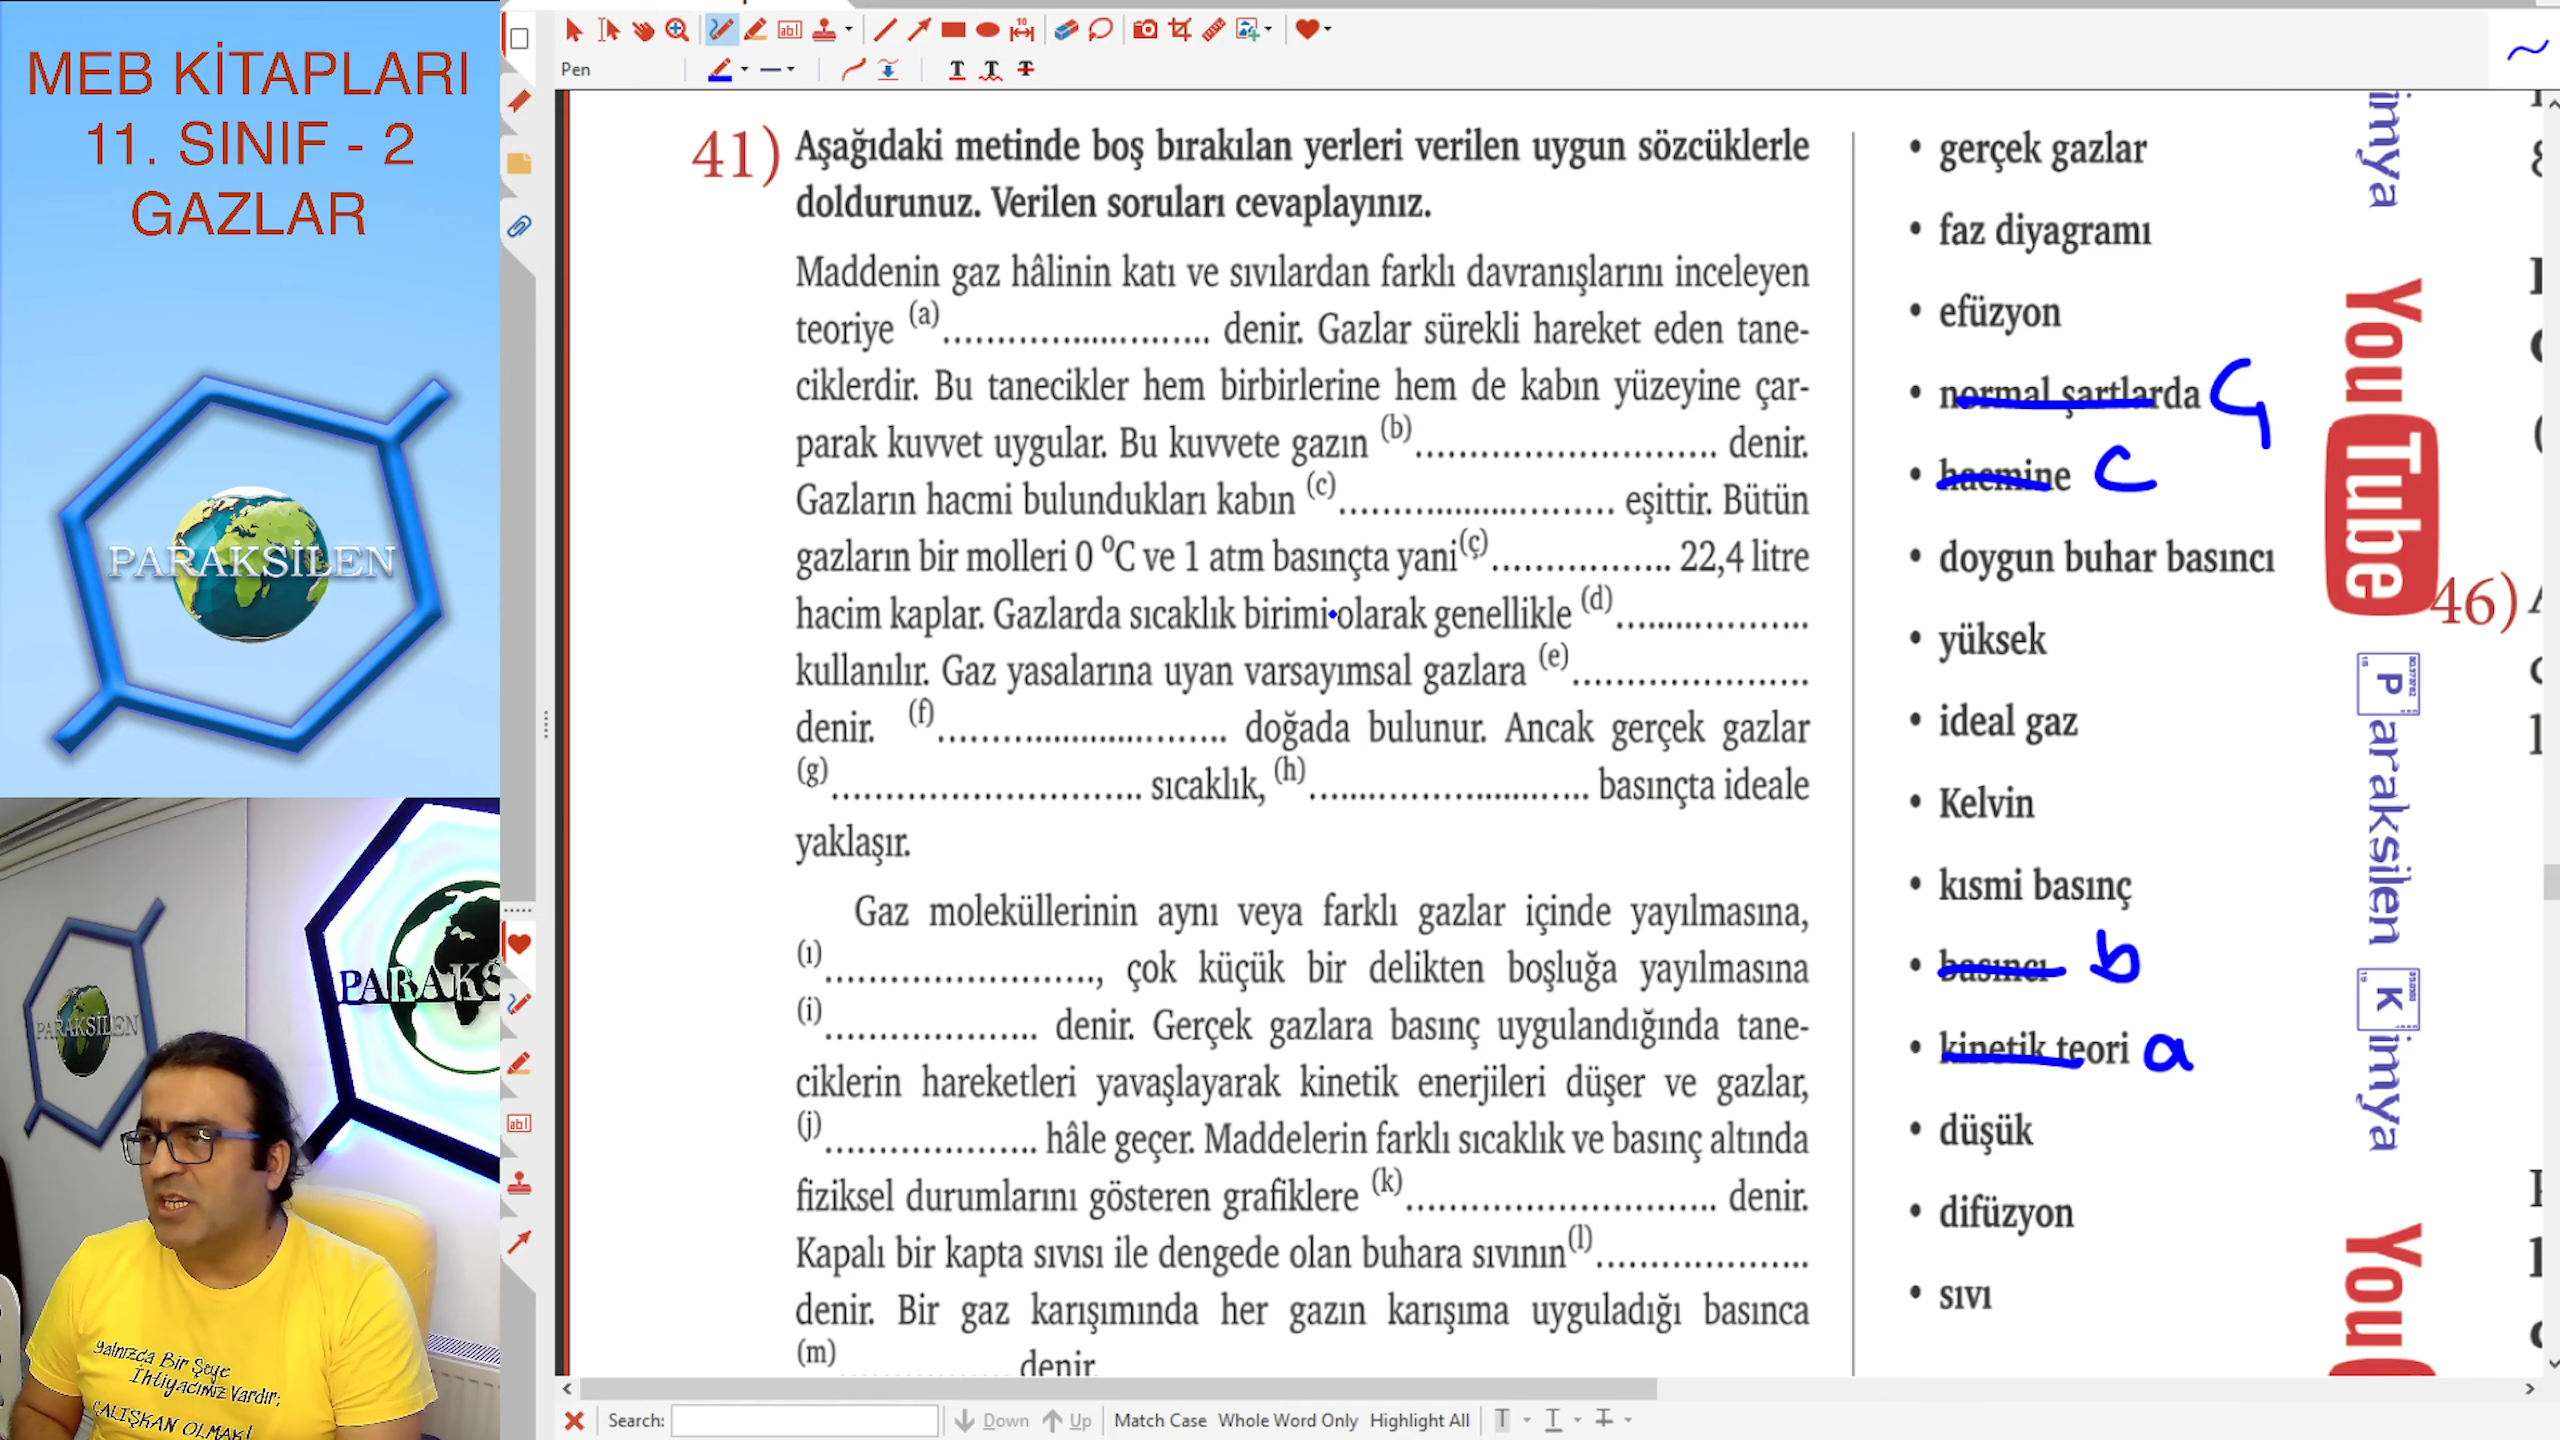 MEB KİTAPLARI
11. SINIF - 2
GAZLAR
PARAKSİLEN
PARAKSİLEN
PARAKS
Yalnızca Bir Şeye
İhtiyacımız Vardır;
ÇALIŞKAN OLMAK!
Pen
41) Aşağıdaki metinde boş bırakılan yerleri verilen uygun sözcüklerle
doldurunuz. Verilen soruları cevaplayınız.
Maddenin gaz hâlinin katı ve sıvılardan farklı davranışlarını inceleyen
teoriye (a) ........................ denir. Gazlar sürekli hareket eden tane-
ciklerdir. Bu tanecikler hem birbirlerine hem de kabın yüzeyine çar-
parak kuvvet uygular. Bu kuvvete gazın (b) ........................ denir.
Gazların hacmi bulundukları kabın (c) ........................ eşittir. Bütün
gazların bir molleri 0 °C ve 1 atm basınçta yani (ç) ................ 22,4 litre
hacim kaplar. Gazlarda sıcaklık birimi olarak genellikle (d) ................
kullanılır. Gaz yasalarına uyan varsayımsal gazlara (e) ....................
denir. (f) ........................ doğada bulunur. Ancak gerçek gazlar
(g) ........................ sıcaklık, (h) ........................ basınçta ideale
yaklaşır.
Gaz moleküllerinin aynı veya farklı gazlar içinde yayılmasına,
(ı) ........................, çok küçük bir delikten boşluğa yayılmasına
(i) .................... denir. Gerçek gazlara basınç uygulandığında tane-
ciklerin hareketleri yavaşlayarak kinetik enerjileri düşer ve gazlar,
(j) .................... hâle geçer. Maddelerin farklı sıcaklık ve basınç altında
fiziksel durumlarını gösteren grafiklere (k) ........................ denir.
Kapalı bir kapta sıvısı ile dengede olan buhara sıvının (l) ....................
denir. Bir gaz karışımında her gazın karışıma uyguladığı basınca
(m) ................ denir.
• gerçek gazlar
• faz diyagramı
• efüzyon
• normal şartlarda Ç
• hacmine c
• doygun buhar basıncı
• yüksek
• ideal gaz
• Kelvin
• kısmi basınç
• basıncı b
• kinetik teori a
• düşük
• difüzyon
• sıvı
imya
YouTube
Paraksilen Kimya
You
46)
Search:
Down
Up
Match Case
Whole Word Only
Highlight All